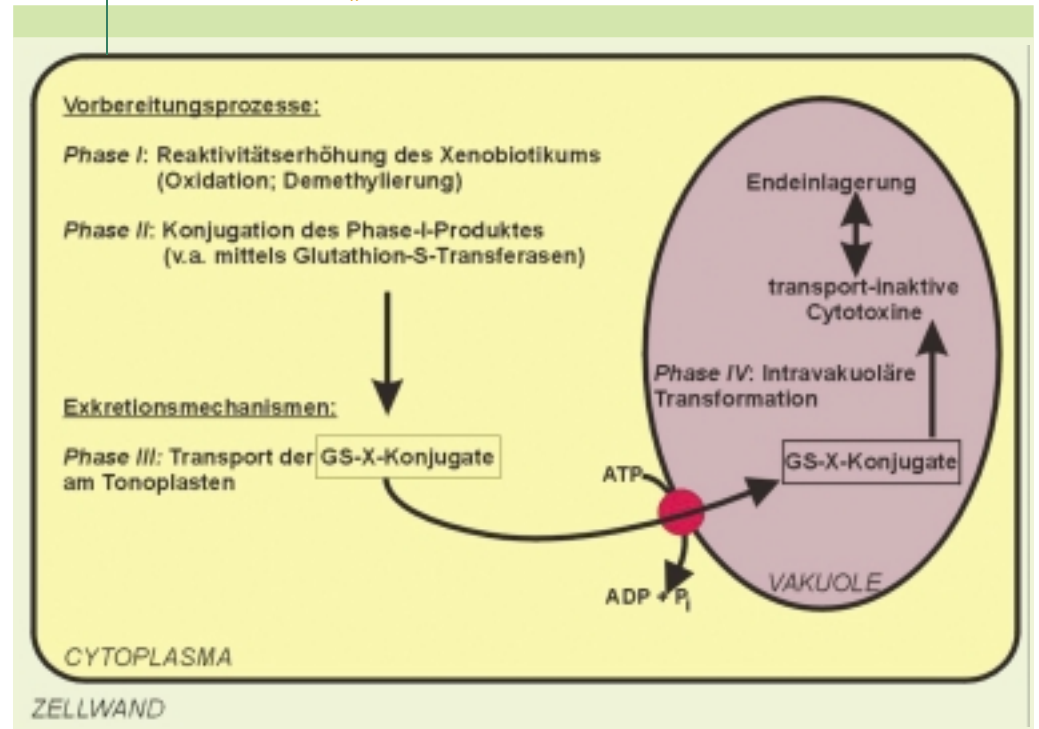 Vorbereitungsprozesse:
Phase I: Reaktivitätserhöhung des Xenobiotikums
(Oxidation; Demethylierung)
Phase II: Konjugation des Phase-I-Produktes
(v.a. mittels Glutathion-S-Transferasen)
Exkretionsmechanismen:
Phase III: Transport der GS-X-Konjugate
am Tonoplasten
Endeinlagerung
transport-inaktive
Cytotoxine
Phase IV: Intravakuoläre
Transformation
GS-X-Konjugate
ATP
ADP + Pi
VAKUOLE
CYTOPLASMA
ZELLWAND